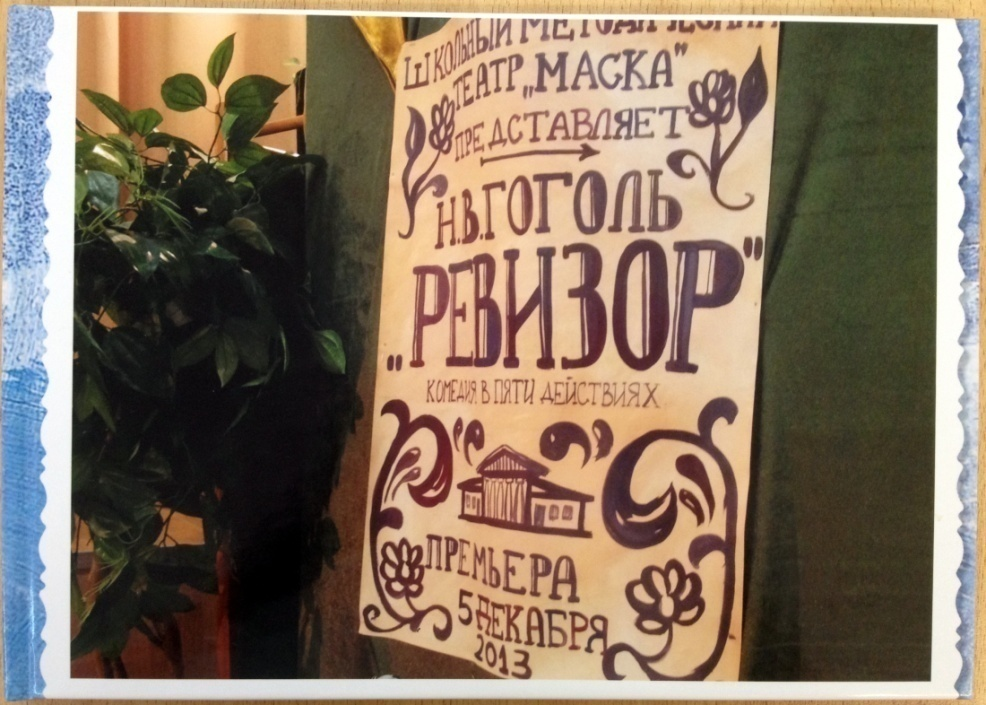 ШКОЛЬНЫЙ МЕТОДИЧЕСКИЙ
ТЕАТР „МАСКА"
ПРЕДСТАВЛЯЕТ
Н.В.ГОГОЛЬ
„РЕВИЗОР"
КОМЕДИЯ В ПЯТИ ДЕЙСТВИЯХ
ПРЕМЬЕРА
5 ДЕКАБРЯ
2013